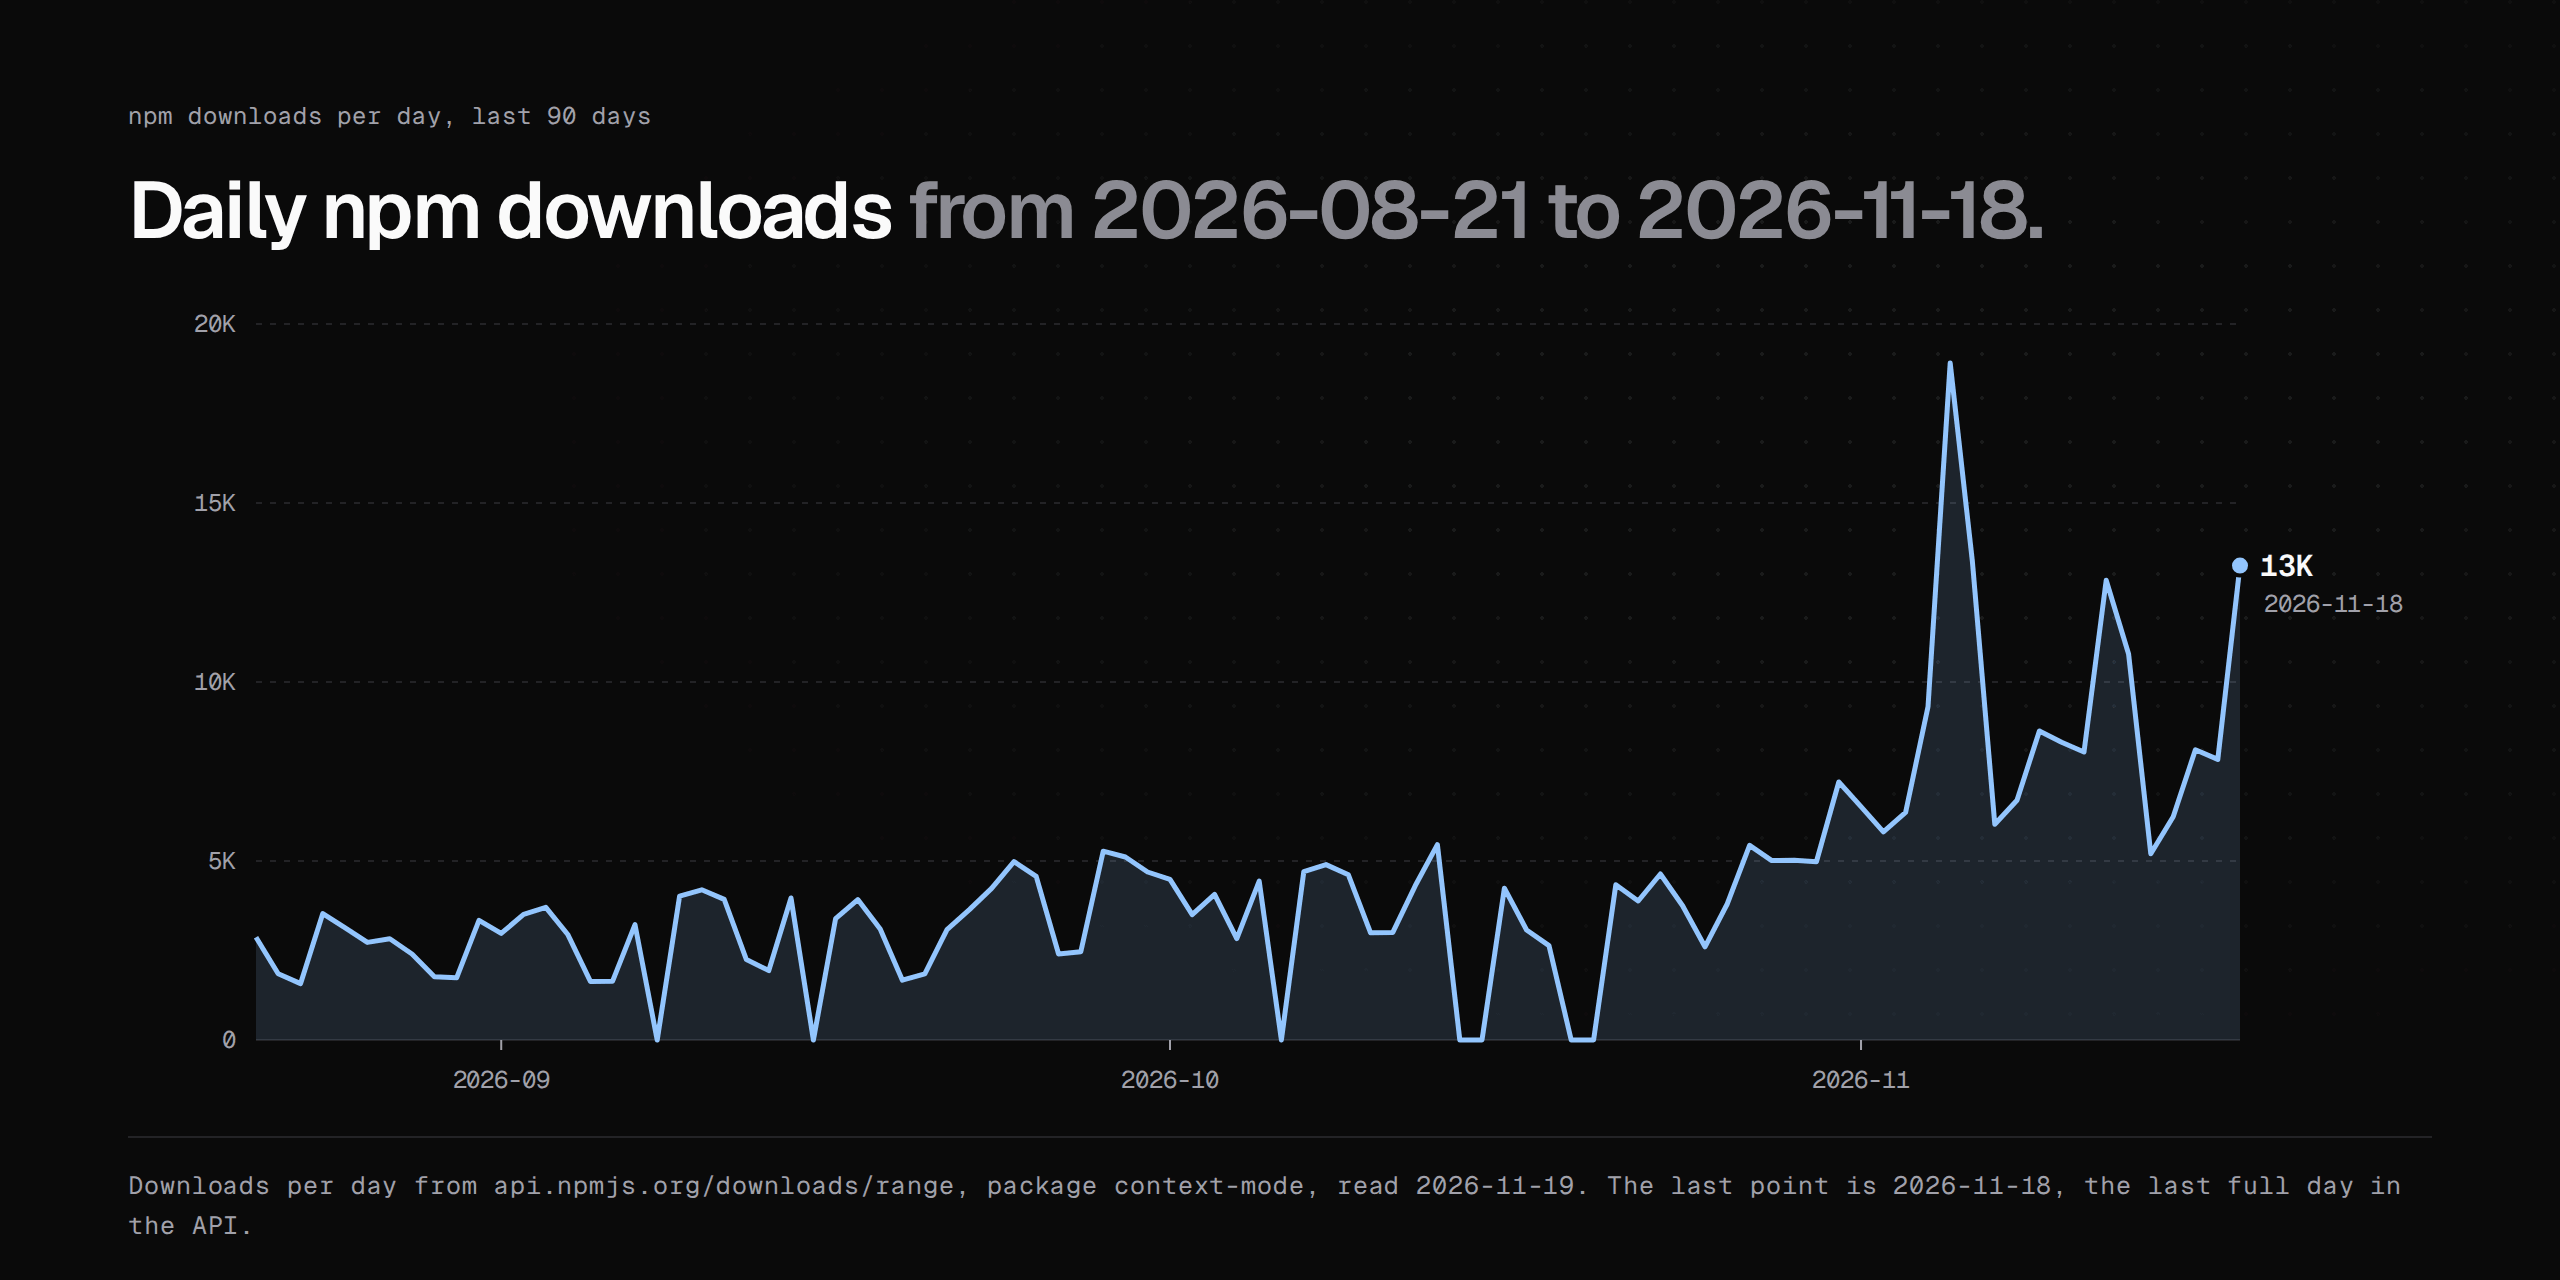 npm downloads per day, last 90 days
Daily npm downloads from 2026-08-21 to 2026-11-18.
20K
15K
10K
5K
0
13K
2026-11-18
2026-09
2026-10
2026-11
Downloads per day from api.npmjs.org/downloads/range, package context-mode, read 2026-11-19. The last point is 2026-11-18, the last full day in
the API.